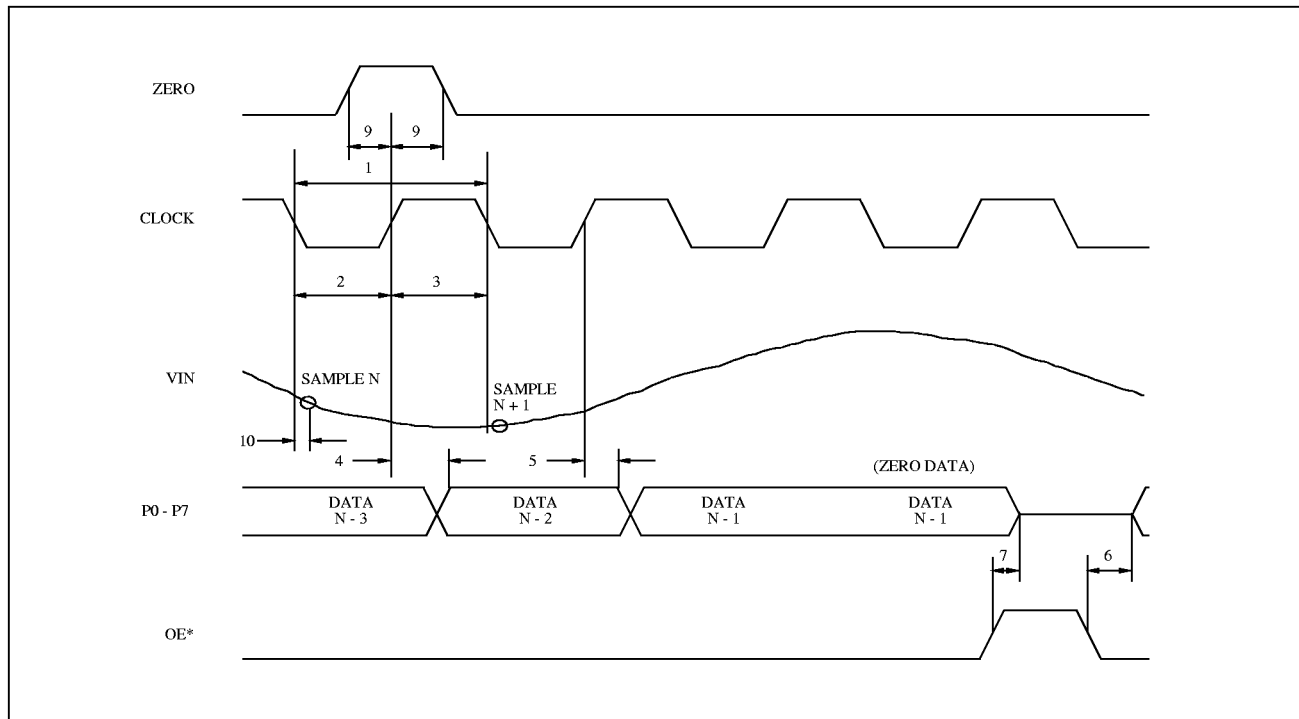 ZERO
9 9
1
CLOCK
2 3
VIN
SAMPLE N
SAMPLE
N + 1
10
4 5
(ZERO DATA)
P0 - P7
DATA
N - 3
DATA
N - 2
DATA
N - 1
DATA
N - 1
7 6
OE*